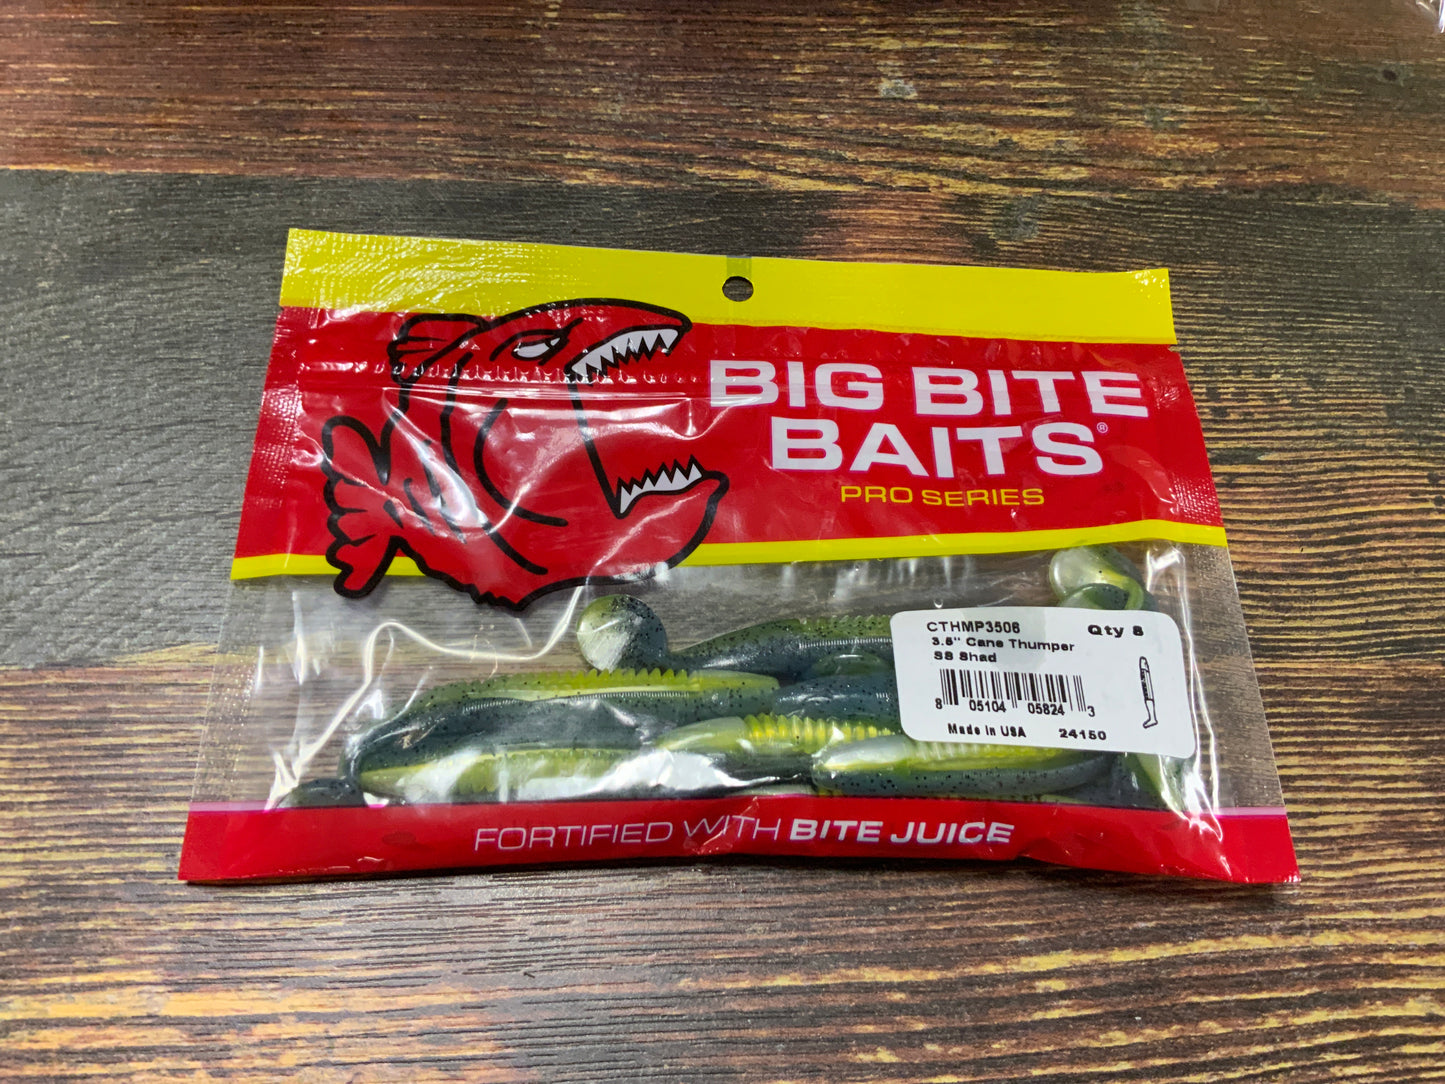 BIG BITE
BAITS®
PRO SERIES
CTHMP3506 Qty 8
3.5" Cane Thumper
SS Shad
8 05104 05824 3
Made in USA 24150
FORTIFIED WITH BITE JUICE